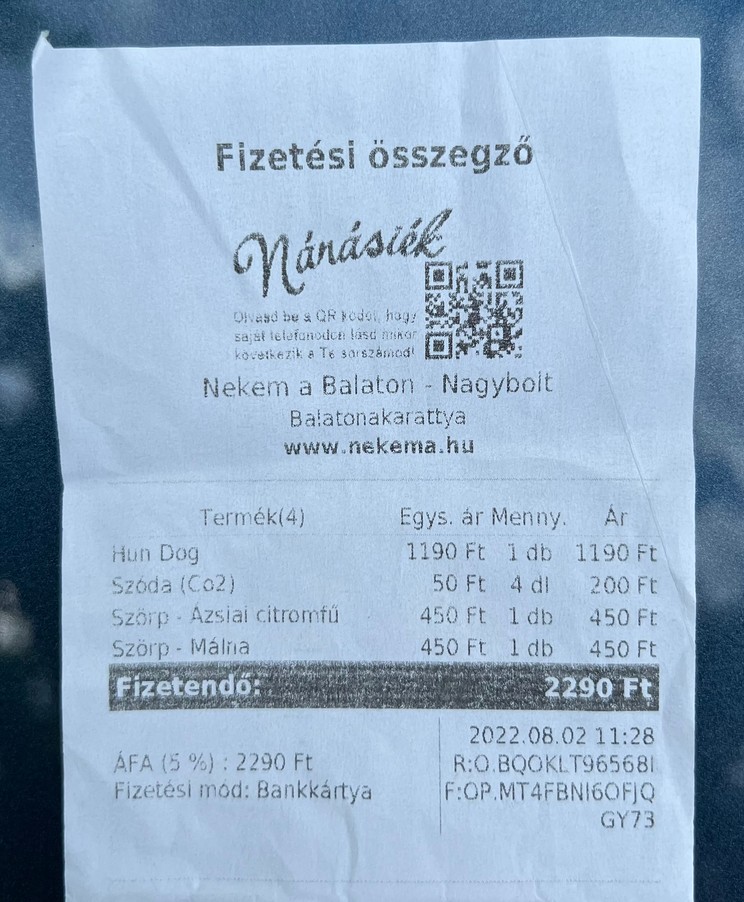 Fizetési összegző
Nánásiék
Olvasd be a QR kódot, hogy
saját telefonodon lásd mikor
következik a Te sorszámod!
Nekem a Balaton - Nagybolt
Balatonakarattya
www.nekema.hu
Termék(4) Egys. ár Menny. Ár
Hun Dog 1190 Ft 1 db 1190 Ft
Szóda (Co2) 50 Ft 4 dl 200 Ft
Szörp - Ázsiai citromfű 450 Ft 1 db 450 Ft
Szörp - Málna 450 Ft 1 db 450 Ft
Fizetendő: 2290 Ft
2022.08.02 11:28
ÁFA (5 %) : 2290 Ft R:O.BQOKLT96568I
Fizetési mód: Bankkártya F:OP.MT4FBNI6OFJQ
GY73